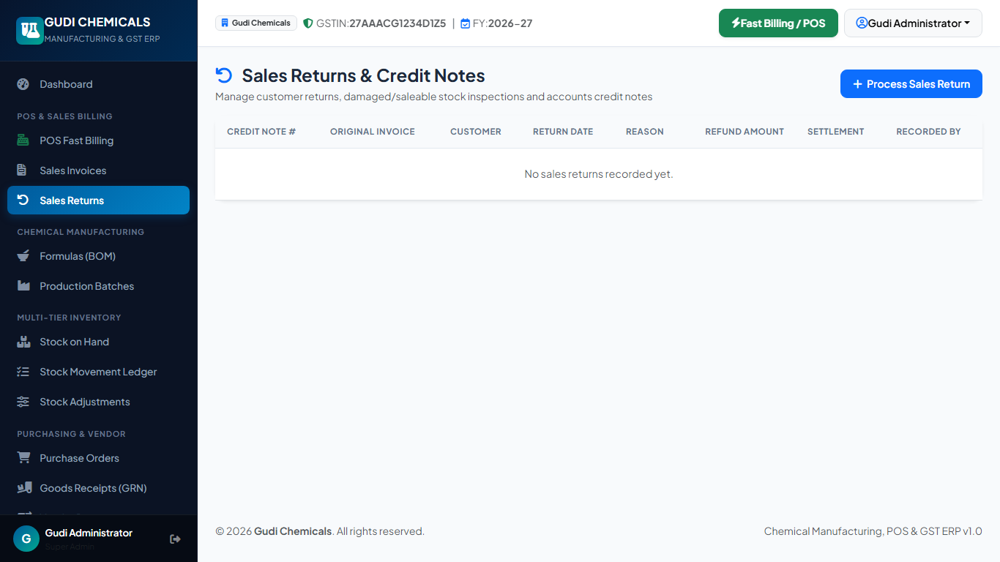 GUDI CHEMICALS
MANUFACTURING & GST ERP
Dashboard
POS & SALES BILLING
POS Fast Billing
Sales Invoices
Sales Returns
CHEMICAL MANUFACTURING
Formulas (BOM)
Production Batches
MULTI-TIER INVENTORY
Stock on Hand
Stock Movement Ledger
Stock Adjustments
PURCHASING & VENDOR
Purchase Orders
Goods Receipts (GRN)
G Gudi Administrator
Super Admin
Gudi Chemicals GSTIN:27AAACG1234D1Z5 | FY:2026-27
Fast Billing / POS Gudi Administrator
Sales Returns & Credit Notes
Manage customer returns, damaged/saleable stock inspections and accounts credit notes
+ Process Sales Return
CREDIT NOTE # ORIGINAL INVOICE CUSTOMER RETURN DATE REASON REFUND AMOUNT SETTLEMENT RECORDED BY
No sales returns recorded yet.
© 2026 Gudi Chemicals. All rights reserved. Chemical Manufacturing, POS & GST ERP v1.0